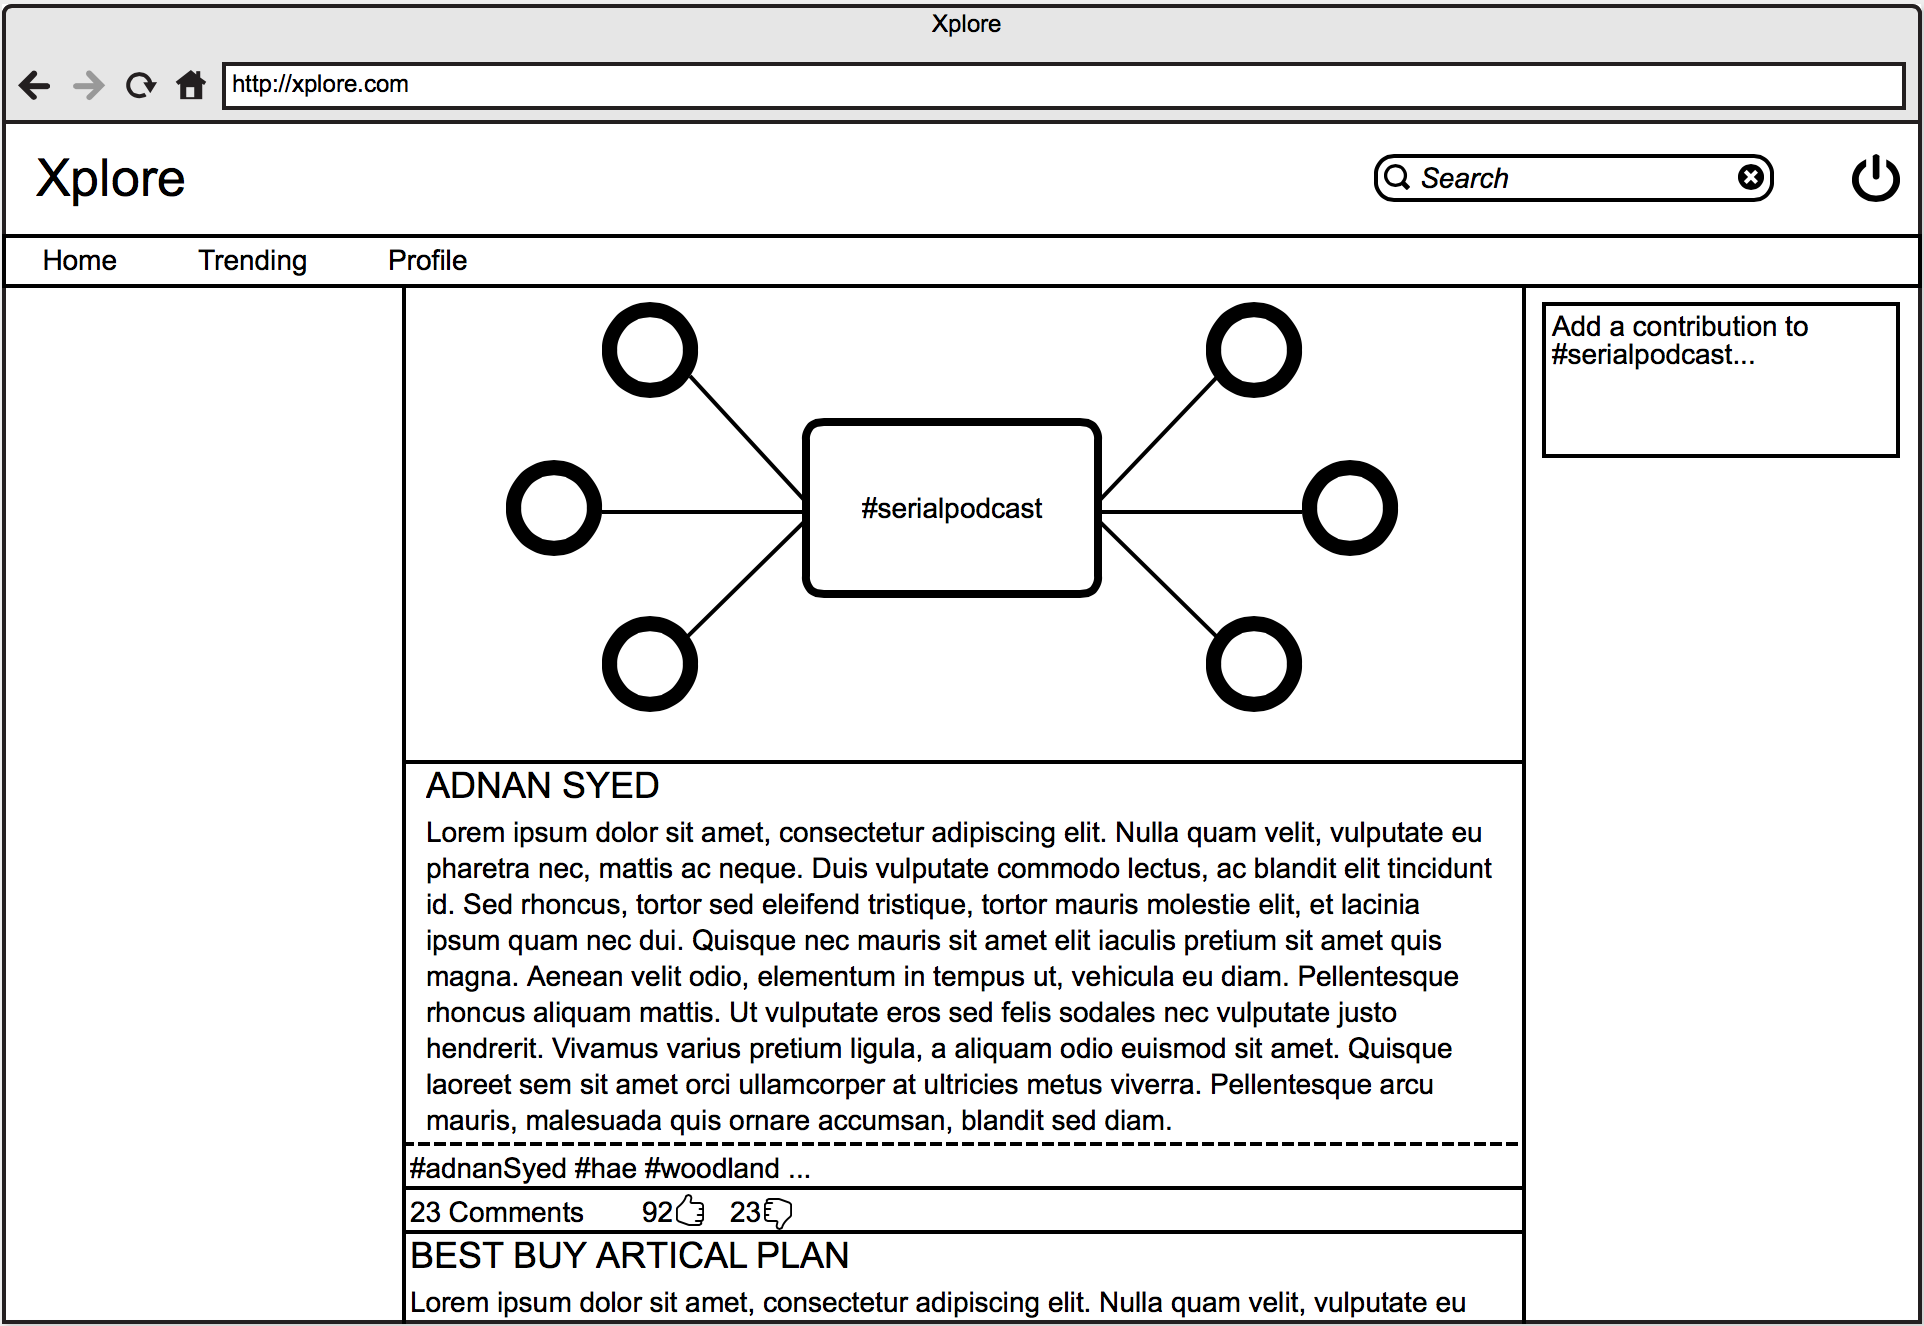 Xplore
http://xplore.com
Xplore
Search
Home Trending Profile
Add a contribution to
#serialpodcast...
#serialpodcast
ADNAN SYED
Lorem ipsum dolor sit amet, consectetur adipiscing elit. Nulla quam velit, vulputate eu
pharetra nec, mattis ac neque. Duis vulputate commodo lectus, ac blandit elit tincidunt
id. Sed rhoncus, tortor sed eleifend tristique, tortor mauris molestie elit, et lacinia
ipsum quam nec dui. Quisque nec mauris sit amet elit iaculis pretium sit amet quis
magna. Aenean velit odio, elementum in tempus ut, vehicula eu diam. Pellentesque
rhoncus aliquam mattis. Ut vulputate eros sed felis sodales nec vulputate justo
hendrerit. Vivamus varius pretium ligula, a aliquam odio euismod sit amet. Quisque
laoreet sem sit amet orci ullamcorper at ultricies metus viverra. Pellentesque arcu
mauris, malesuada quis ornare accumsan, blandit sed diam.
#adnanSyed #hae #woodland ...
23 Comments 92 23
BEST BUY ARTICAL PLAN
Lorem ipsum dolor sit amet, consectetur adipiscing elit. Nulla quam velit, vulputate eu